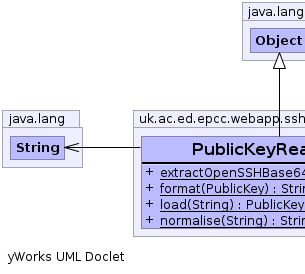 java.lang
Object
java.lang
String
uk.ac.ed.epcc.webapp.ssh
PublicKeyRea
+ extractOpenSSHBase64
+ format(PublicKey) : Strin
+ load(String) : PublicKey
+ normalise(String) : String
yWorks UML Doclet